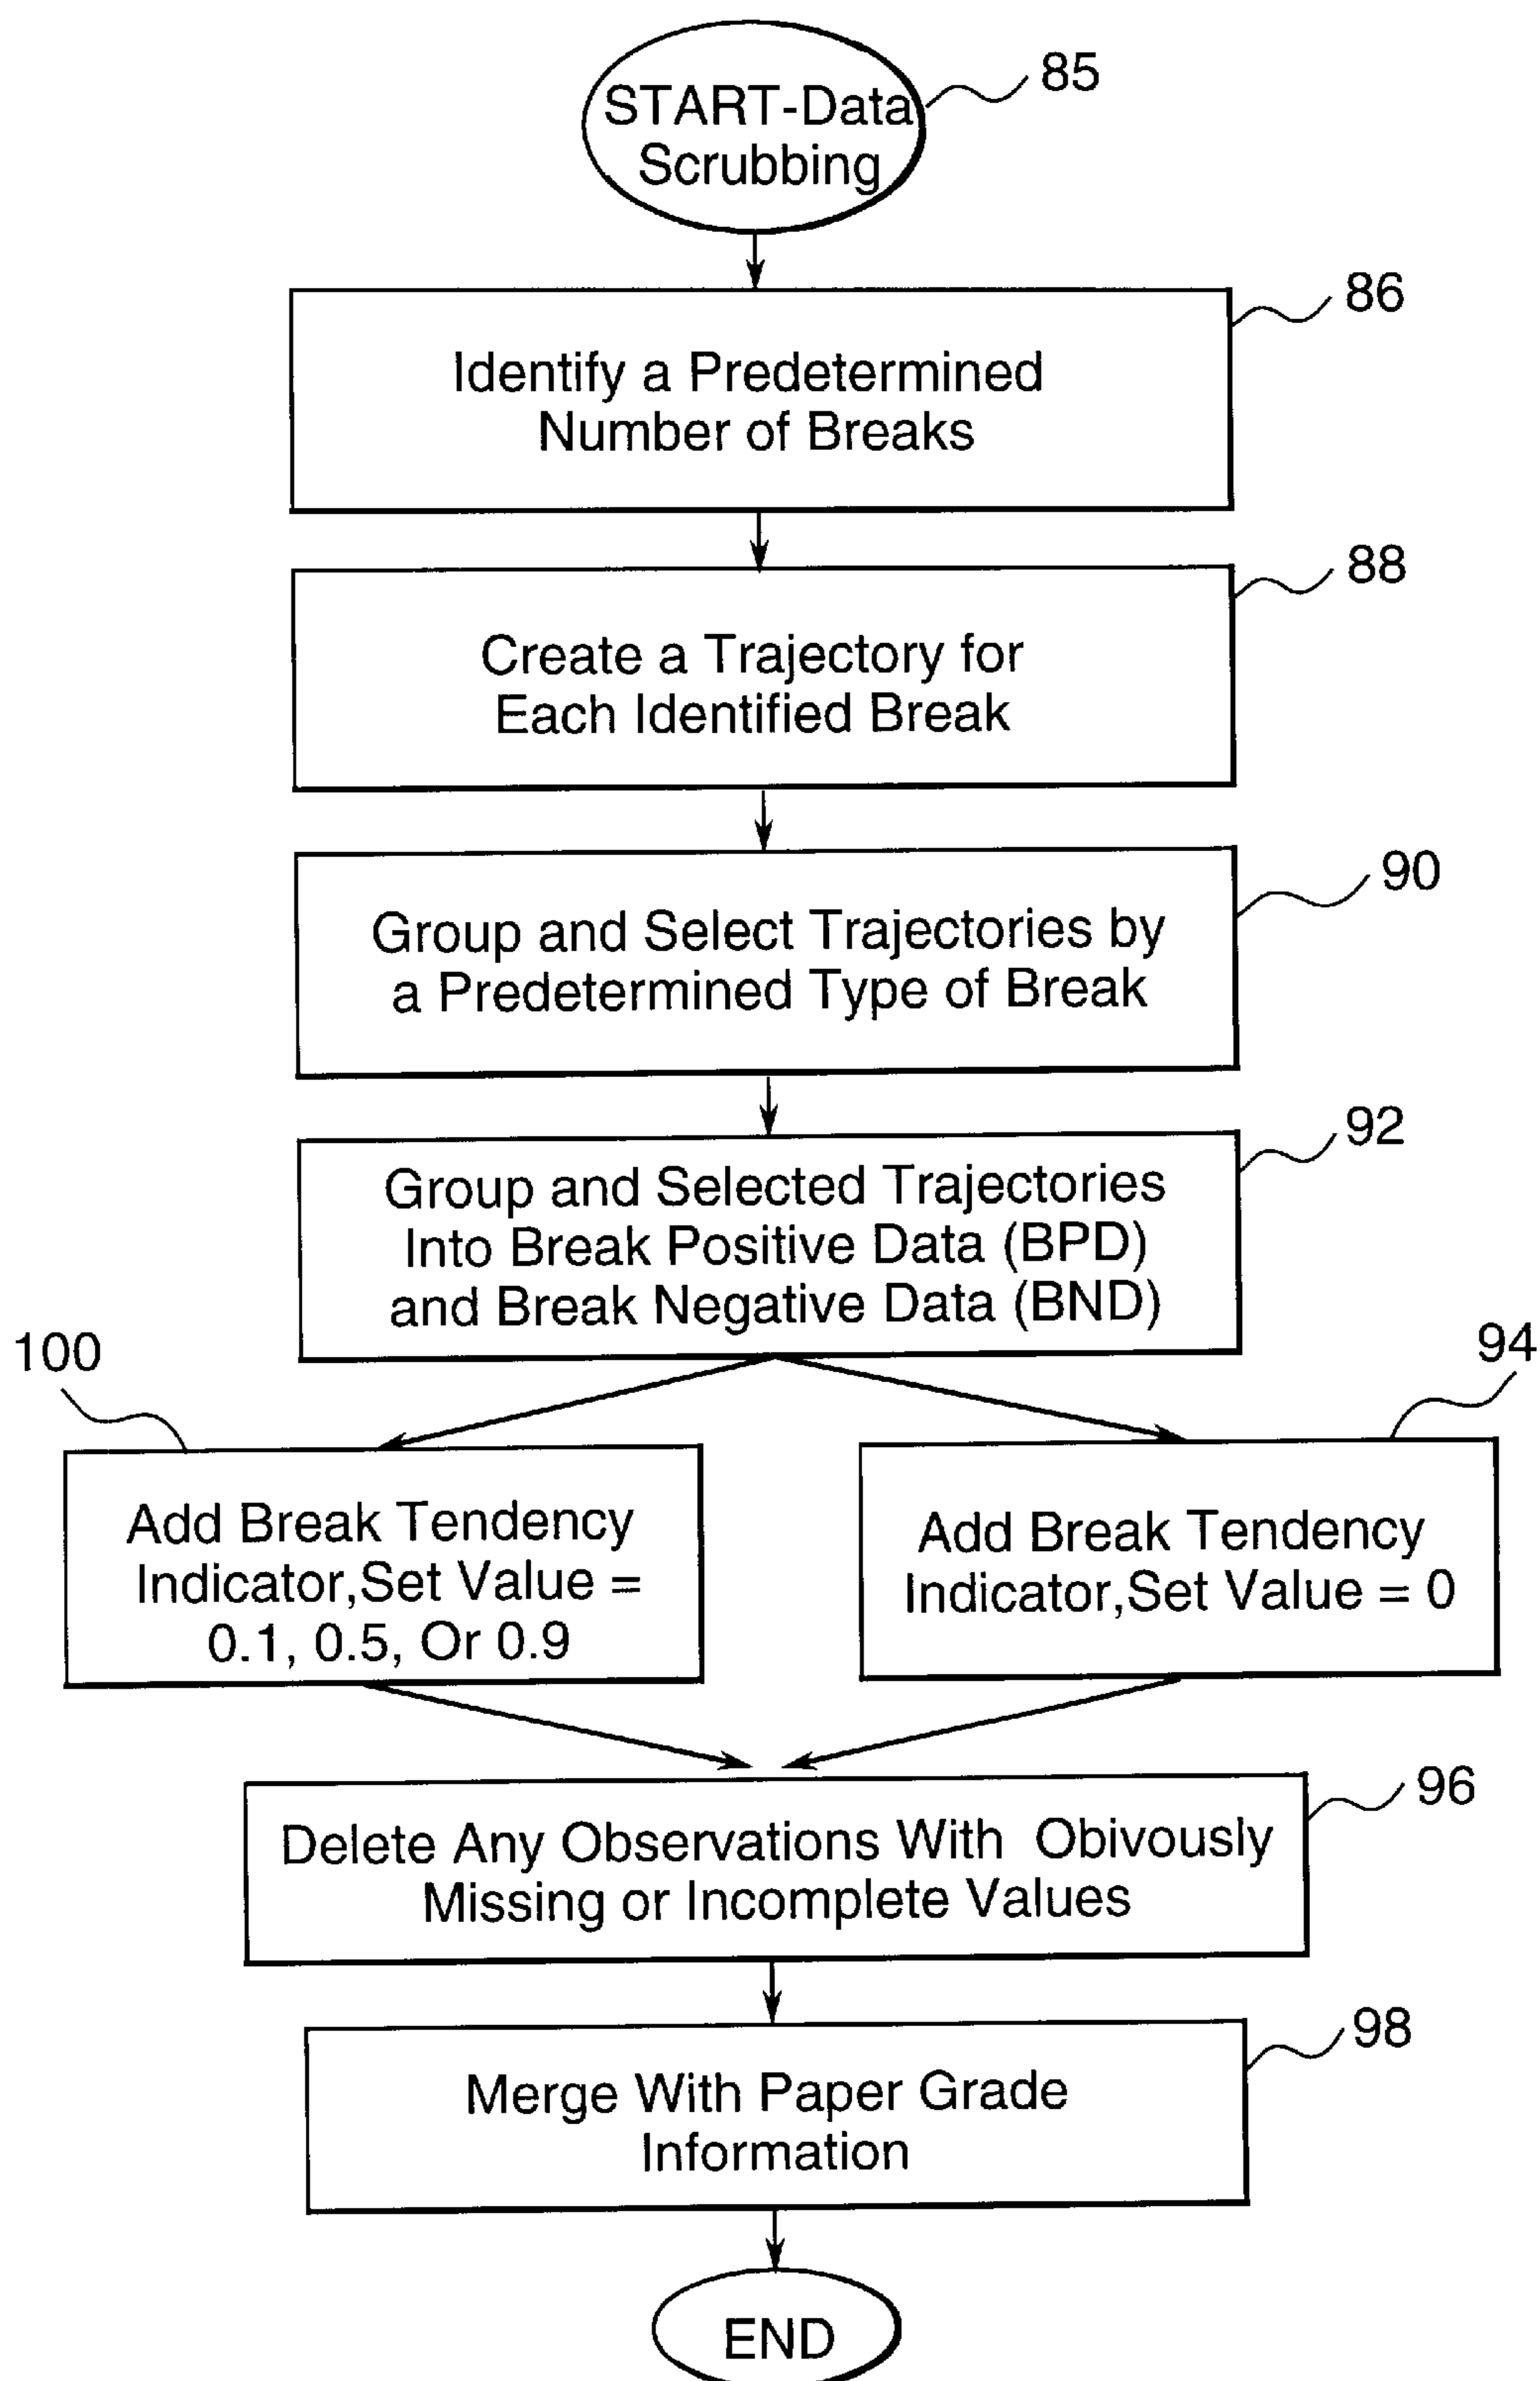 START-Data
Scrubbing
85
86
Identify a Predetermined
Number of Breaks
88
Create a Trajectory for
Each Identified Break
90
Group and Select Trajectories by
a Predetermined Type of Break
92
Group and Selected Trajectories
Into Break Positive Data (BPD)
and Break Negative Data (BND)
100
94
Add Break Tendency
Indicator,Set Value =
0.1, 0.5, Or 0.9
Add Break Tendency
Indicator,Set Value = 0
96
Delete Any Observations With Obivously
Missing or Incomplete Values
98
Merge With Paper Grade
Information
END